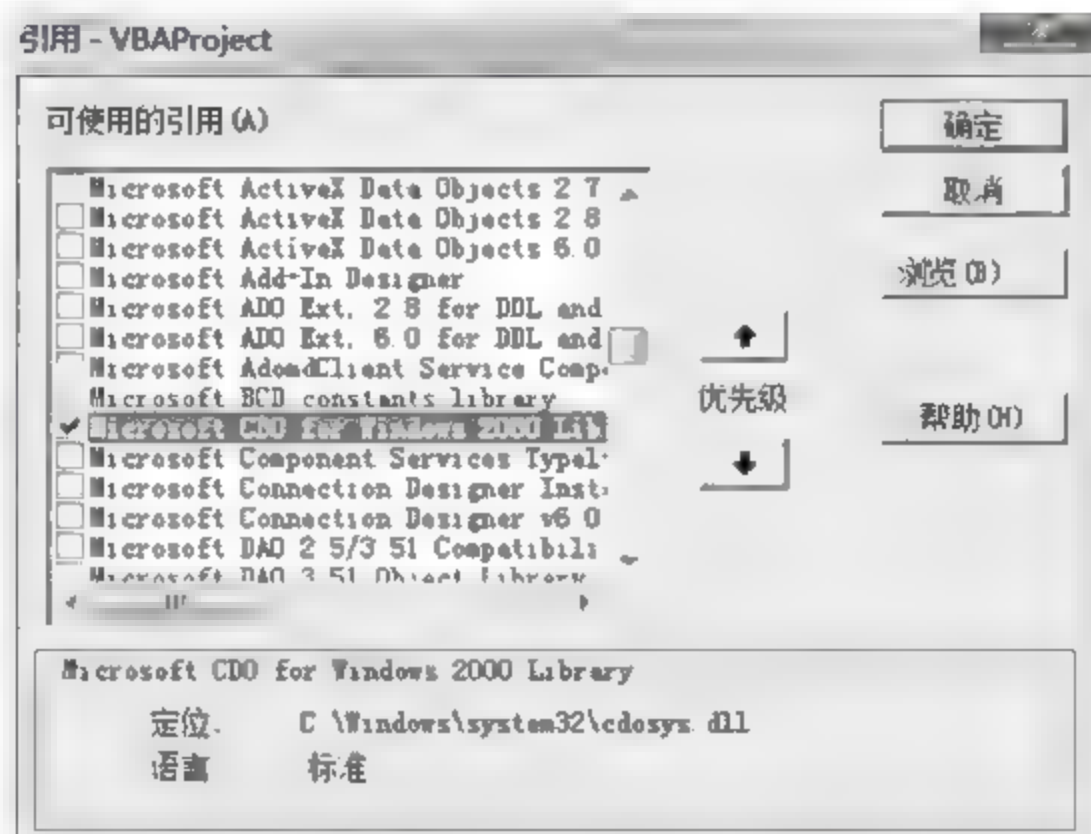 引用 - VBAProject
可使用的引用(A)
Microsoft ActiveX Data Objects 2 7
Microsoft ActiveX Data Objects 2 8
Microsoft ActiveX Data Objects 6.0
Microsoft Add-In Designer
Microsoft ADO Ext. 2 8 for DDL and
Microsoft ADO Ext. 6.0 for DDL and
Microsoft AdomdClient Service Comp
Microsoft BCD constants library
Microsoft CDO for Windows 2000 Lib
Microsoft Component Services Typel
Microsoft Connection Designer Inst
Microsoft Connection Designer v6 0
Microsoft DAO 2 5/3 51 Compatibili
Microsoft DAO 3 51 Object Library
确定
取消
浏览(B)
优先级
帮助(H)
Microsoft CDO for Windows 2000 Library
定位. C \Windows\system32\cdosys.dll
语言 标准